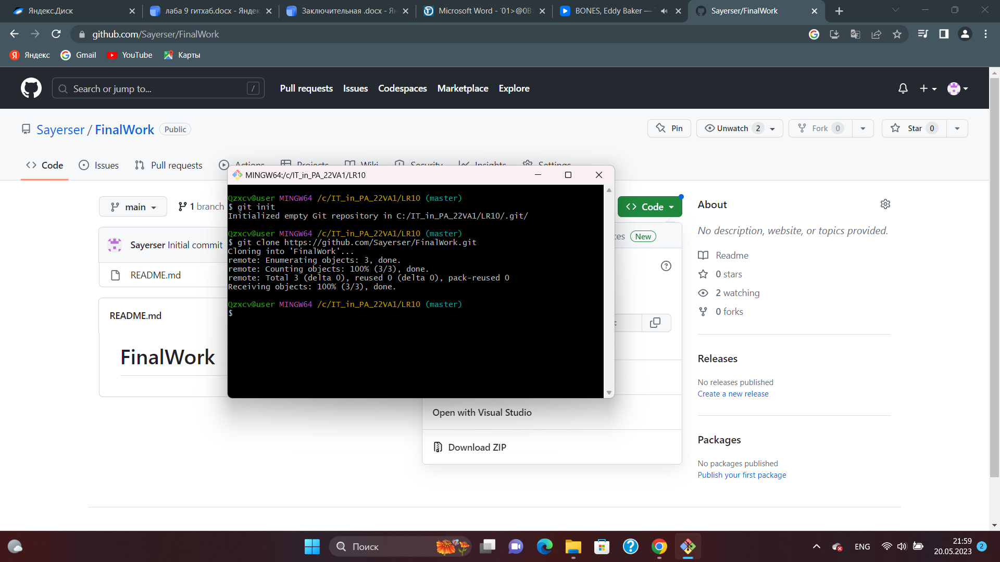 Яндекс.Диск
лаба 9 гитхаб.docx - Яндек
Заключительная .docx - Ян
Microsoft Word - '01>@0B>
BONES, Eddy Baker —
Sayerser/FinalWork
github.com/Sayerser/FinalWork
Яндекс
Gmail
YouTube
Карты
Search or jump to...
/
Pull requests
Issues
Codespaces
Marketplace
Explore
Sayerser / FinalWork
Public
Pin
Unwatch 2
Fork 0
Star 0
Code
Issues
Pull requests
Actions
Projects
Wiki
Security
Insights
Settings
MINGW64:/c/IT_in_PA_22VA1/LR10
Qzxcv@user MINGW64 /c/IT_in_PA_22VA1/LR10 (master)
$ git init
Initialized empty Git repository in C:/IT_in_PA_22VA1/LR10/.git/
Qzxcv@user MINGW64 /c/IT_in_PA_22VA1/LR10 (master)
$ git clone https://github.com/Sayerser/FinalWork.git
Cloning into 'FinalWork'...
remote: Enumerating objects: 3, done.
remote: Counting objects: 100% (3/3), done.
remote: Total 3 (delta 0), reused 0 (delta 0), pack-reused 0
Receiving objects: 100% (3/3), done.
Qzxcv@user MINGW64 /c/IT_in_PA_22VA1/LR10 (master)
$
main
1 branch
Code
Sayerser Initial commit
New
README.md
README.md
FinalWork
Open with Visual Studio
Download ZIP
About
No description, website, or topics provided.
Readme
0 stars
2 watching
0 forks
Releases
No releases published
Create a new release
Packages
No packages published
Publish your first package
Поиск
ENG
21:59
20.05.2023
2